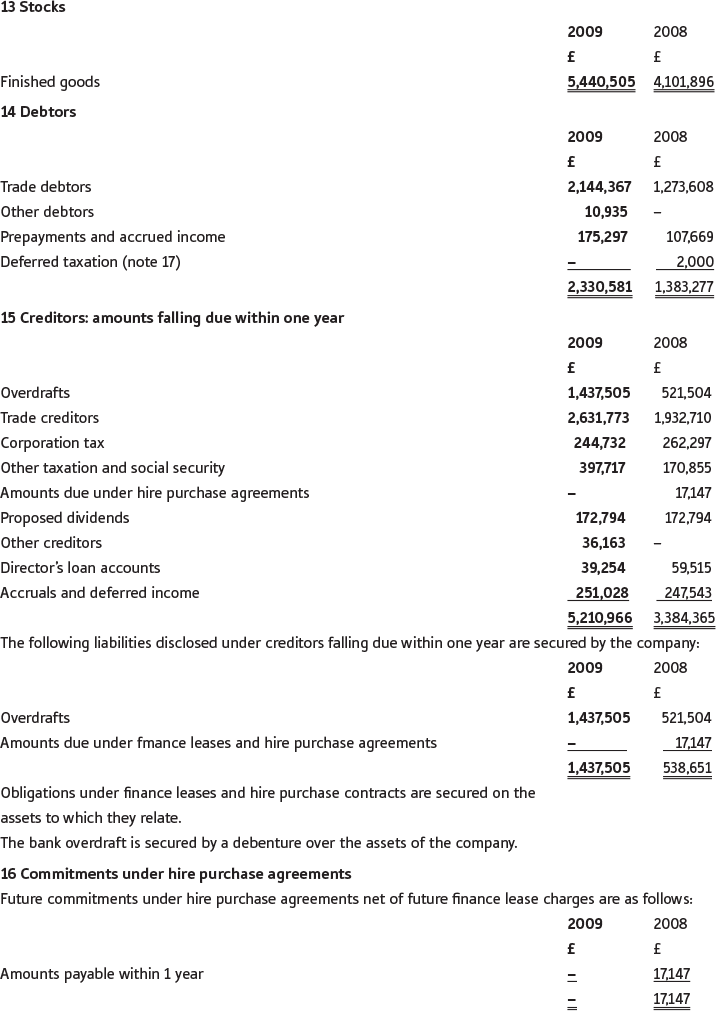 13 Stocks
2009 2008
£ £
Finished goods 5,440,505 4,101,896
14 Debtors
2009 2008
£ £
Trade debtors 2,144,367 1,273,608
Other debtors 10,935 –
Prepayments and accrued income 175,297 107,669
Deferred taxation (note 17) – 2,000
2,330,581 1,383,277
15 Creditors: amounts falling due within one year
2009 2008
£ £
Overdrafts 1,437,505 521,504
Trade creditors 2,631,773 1,932,710
Corporation tax 244,732 262,297
Other taxation and social security 397,717 170,855
Amounts due under hire purchase agreements – 17,147
Proposed dividends 172,794 172,794
Other creditors 36,163 –
Director’s loan accounts 39,254 59,515
Accruals and deferred income 251,028 247,543
5,210,966 3,384,365
The following liabilities disclosed under creditors falling due within one year are secured by the company:
2009 2008
£ £
Overdrafts 1,437,505 521,504
Amounts due under fmance leases and hire purchase agreements – 17,147
1,437,505 538,651
Obligations under finance leases and hire purchase contracts are secured on the
assets to which they relate.
The bank overdraft is secured by a debenture over the assets of the company.
16 Commitments under hire purchase agreements
Future commitments under hire purchase agreements net of future finance lease charges are as follows:
2009 2008
£ £
Amounts payable within 1 year – 17,147
– 17,147